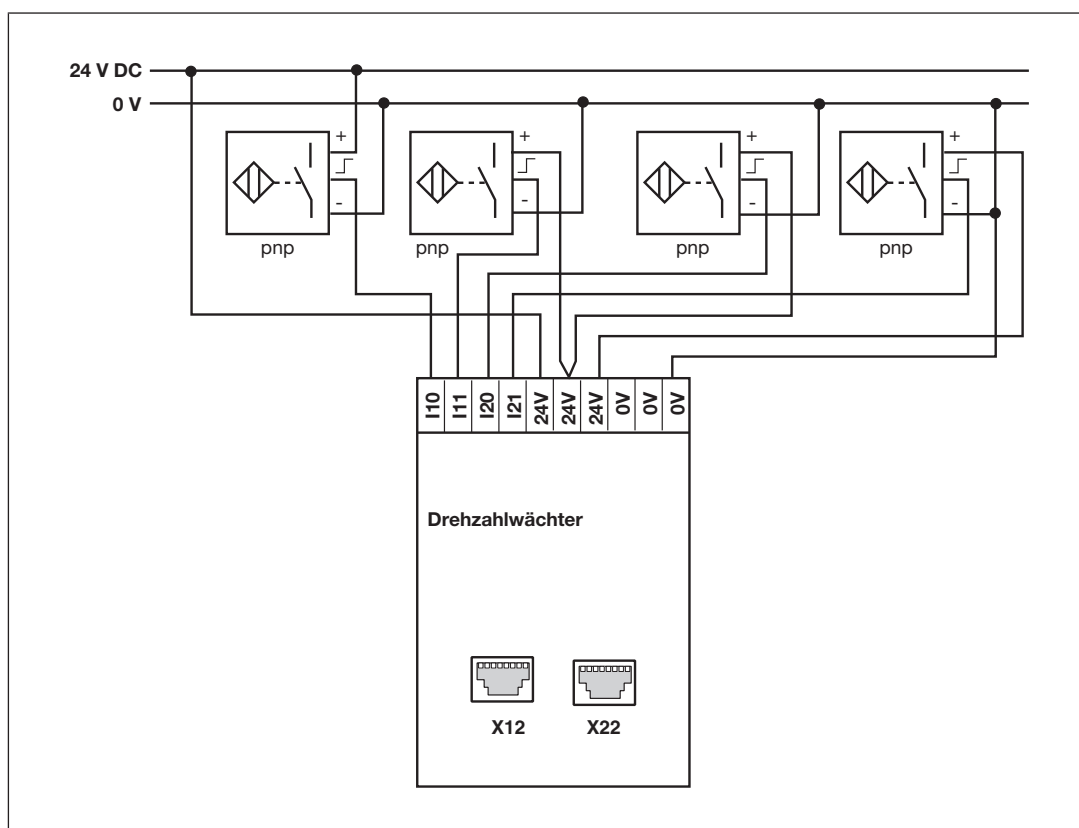 24 V DC
0 V
+ + + +
- - - -
pnp pnp pnp pnp
I10 I11 I20 I21 24V 24V 24V 0V 0V 0V
Drehzahlwächter
X12 X22